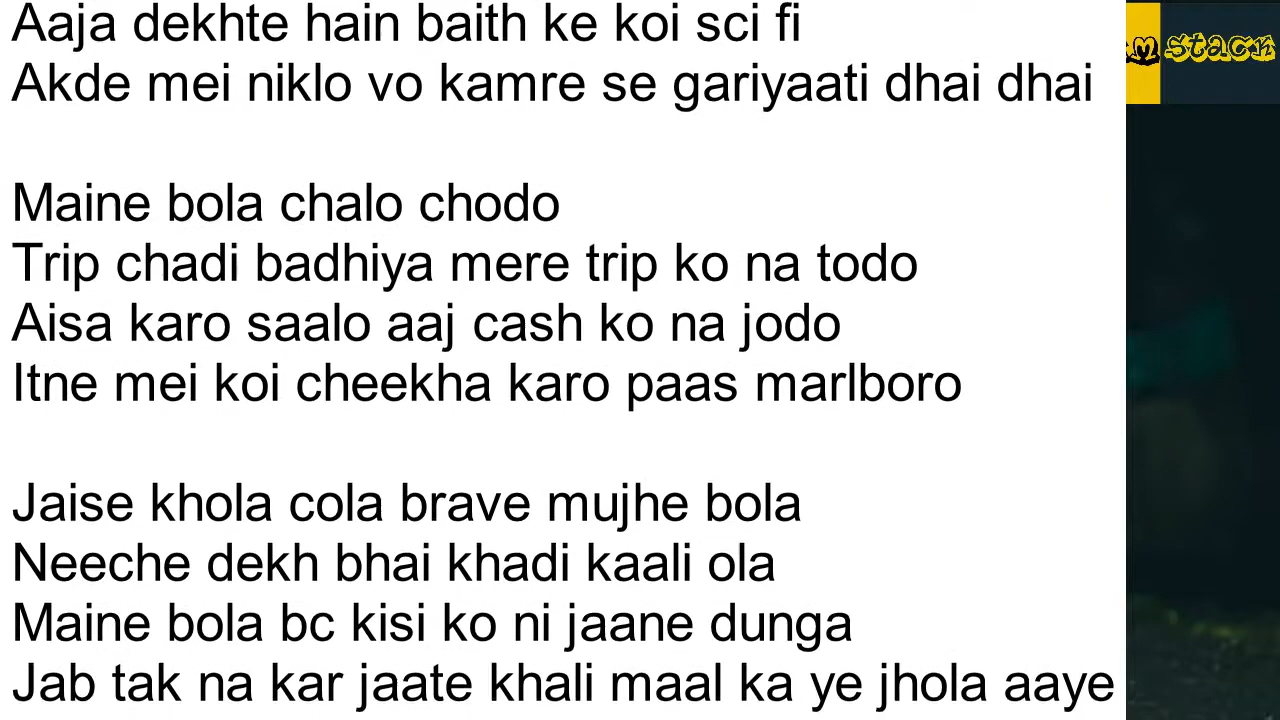 Aaja dekhte hain baith ke koi sci fi
Akde mei niklo vo kamre se gariyaati dhai dhai
Maine bola chalo chodo
Trip chadi badhiya mere trip ko na todo
Aisa karo saalo aaj cash ko na jodo
Itne mei koi cheekha karo paas marlboro
Jaise khola cola brave mujhe bola
Neeche dekh bhai khadi kaali ola
Maine bola bc kisi ko ni jaane dunga
Jab tak na kar jaate khali maal ka ye jhola aaye
stack